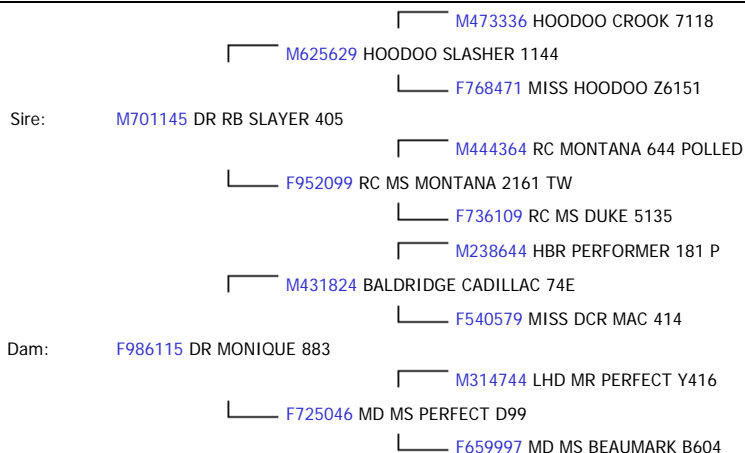 M473336 HOODOO CROOK 7118
M625629 HOODOO SLASHER 1144
F768471 MISS HOODOO Z6151
Sire: M701145 DR RB SLAYER 405
M444364 RC MONTANA 644 POLLED
F952099 RC MS MONTANA 2161 TW
F736109 RC MS DUKE 5135
M238644 HBR PERFORMER 181 P
M431824 BALDRIDGE CADILLAC 74E
F540579 MISS DCR MAC 414
Dam: F986115 DR MONIQUE 883
M314744 LHD MR PERFECT Y416
F725046 MD MS PERFECT D99
F659997 MD MS BEAUMARK B604